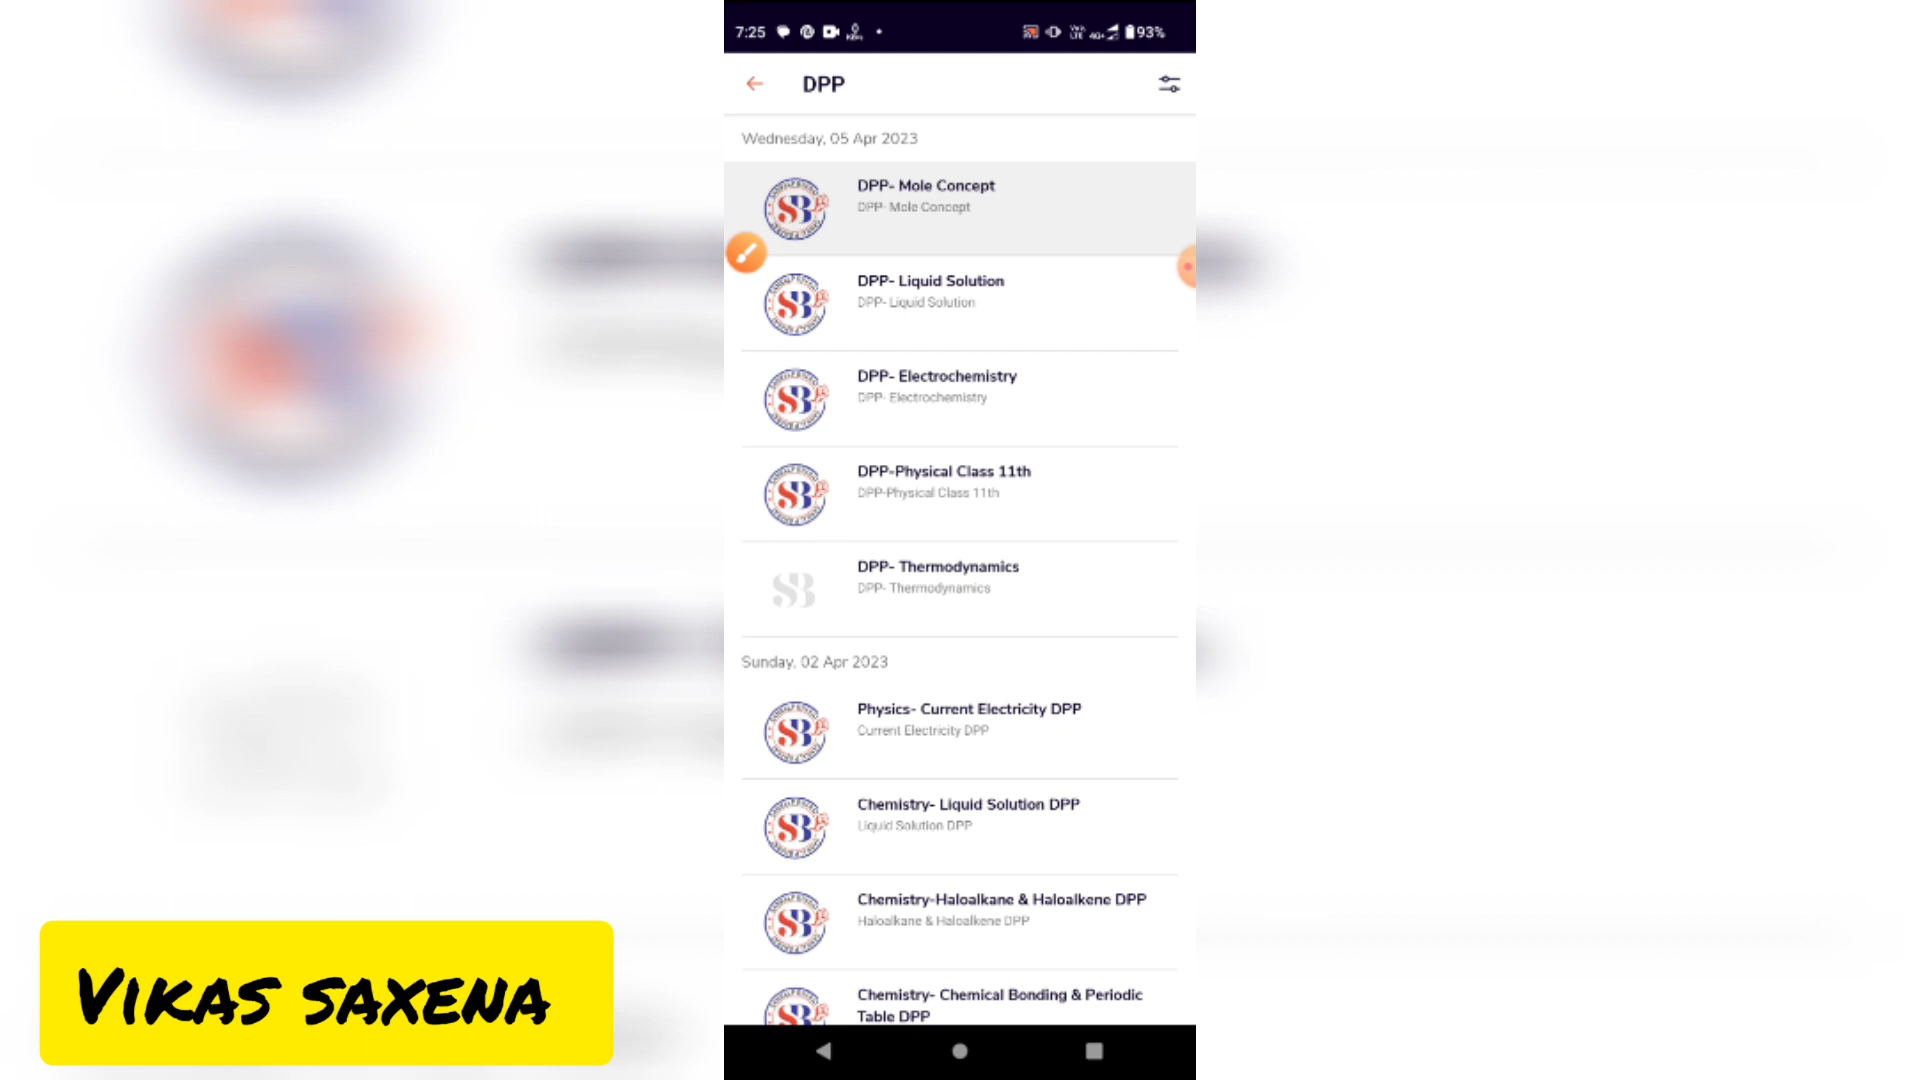 7:25
93%
DPP
Wednesday, 05 Apr 2023
DPP- Mole Concept
DPP- Mole Concept
DPP- Liquid Solution
DPP- Liquid Solution
DPP- Electrochemistry
DPP- Electrochemistry
DPP-Physical Class 11th
DPP-Physical Class 11th
DPP- Thermodynamics
DPP- Thermodynamics
Sunday, 02 Apr 2023
Physics- Current Electricity DPP
Current Electricity DPP
Chemistry- Liquid Solution DPP
Liquid Solution DPP
Chemistry-Haloalkane & Haloalkene DPP
Haloalkane & Haloalkene DPP
Chemistry- Chemical Bonding & Periodic
Table DPP
VIKAS SAXENA